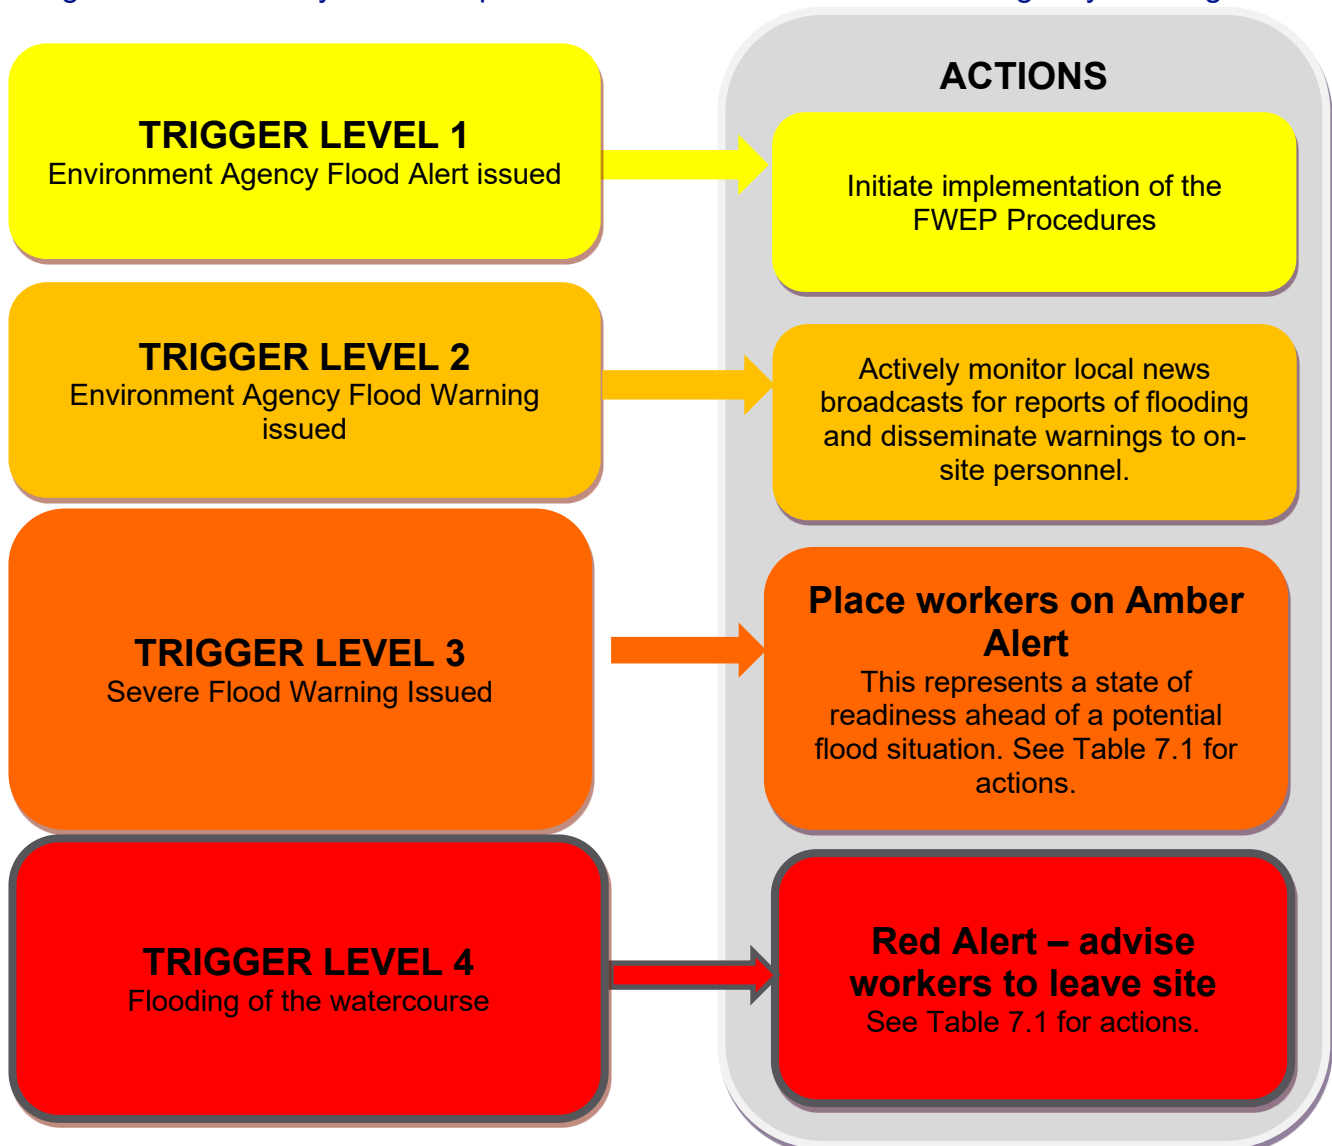 TRIGGER LEVEL 1
Environment Agency Flood Alert issued
TRIGGER LEVEL 2
Environment Agency Flood Warning
issued
TRIGGER LEVEL 3
Severe Flood Warning Issued
TRIGGER LEVEL 4
Flooding of the watercourse
ACTIONS
Initiate implementation of the
FWEP Procedures
Actively monitor local news
broadcasts for reports of flooding
and disseminate warnings to on-
site personnel.
Place workers on Amber
Alert
This represents a state of
readiness ahead of a potential
flood situation. See Table 7.1 for
actions.
Red Alert – advise
workers to leave site
See Table 7.1 for actions.